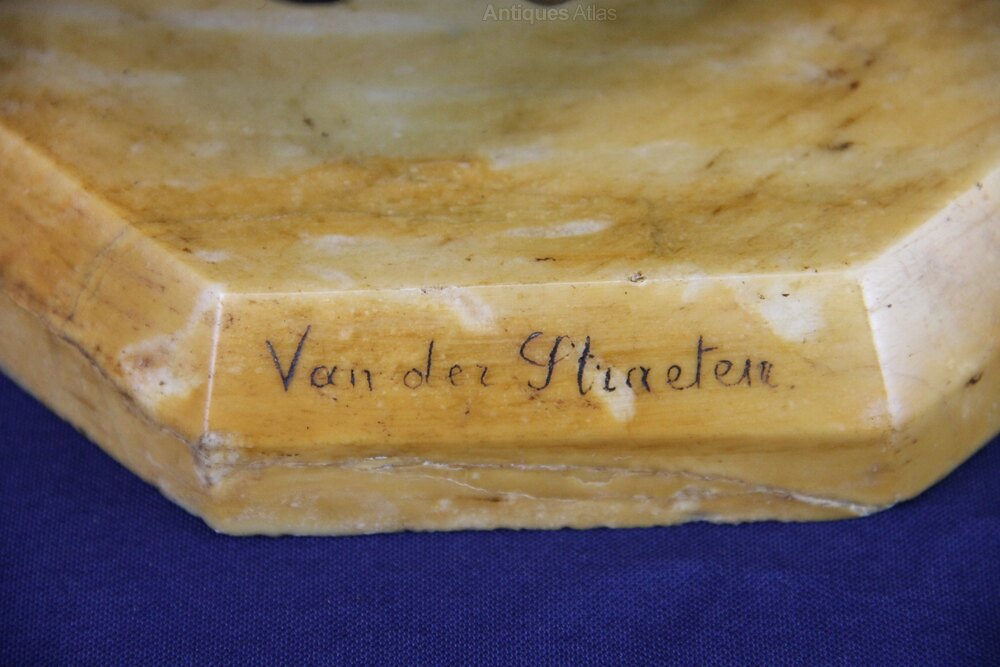 Antiques Atlas
Van der Straeten